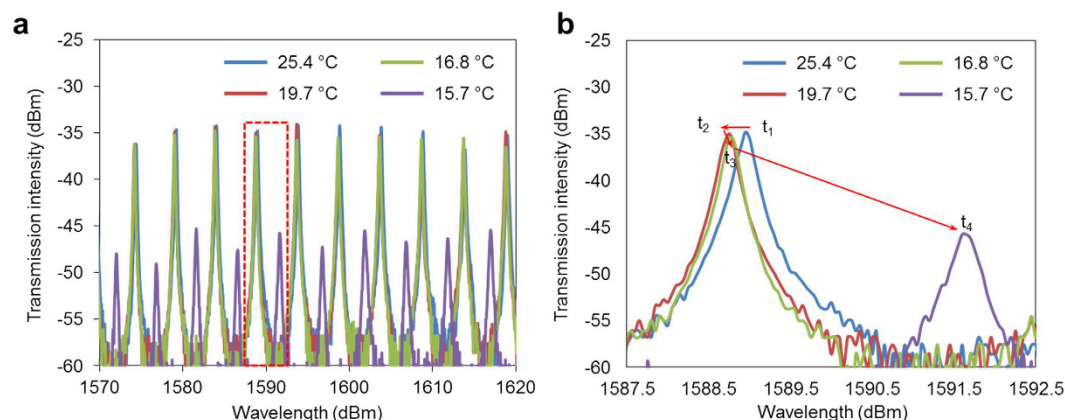 a
-25
-30
-35
-40
-45
-50
-55
-60
Transmission intensity (dBm)
25.4 °C
16.8 °C
19.7 °C
15.7 °C
1570
1580
1590
1600
1610
1620
Wavelength (dBm)
b
-25
-30
-35
-40
-45
-50
-55
-60
Transmission intensity (dBm)
25.4 °C
16.8 °C
19.7 °C
15.7 °C
t2
t1
t3
t4
1587.5
1588.5
1589.5
1590.5
1591.5
1592.5
Wavelength (dBm)